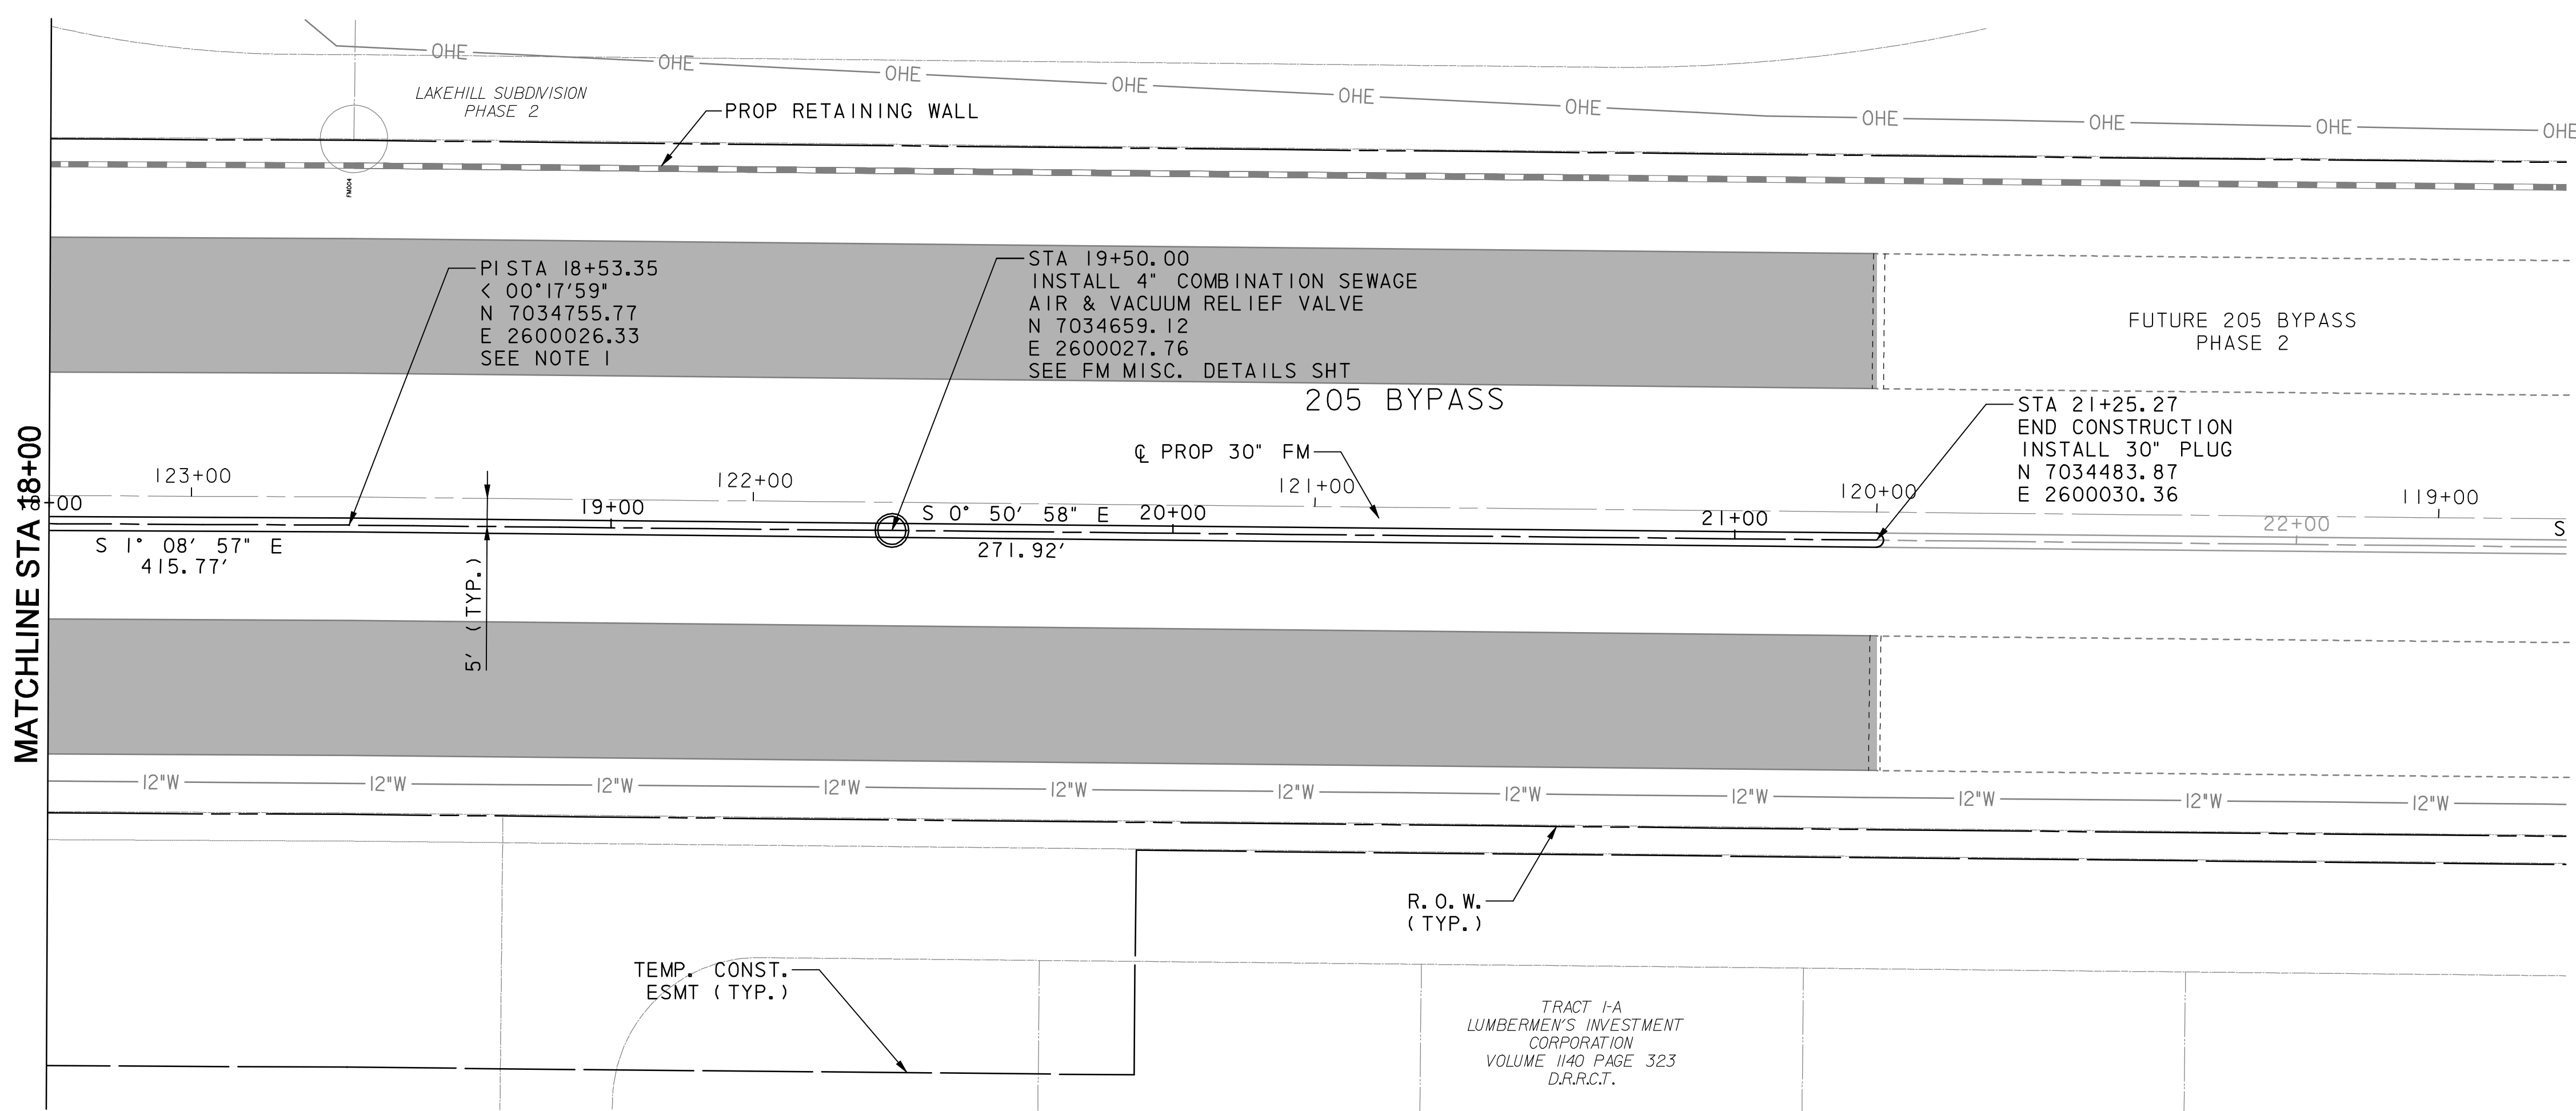 OHE
OHE
OHE
OHE
OHE
OHE
OHE
OHE
OHE
OHE
LAKEHILL SUBDIVISION
PHASE 2
PROP RETAINING WALL
FM004
PI STA 18+53.35
< 00°17'59"
N 7034755.77
E 2600026.33
SEE NOTE 1
STA 19+50.00
INSTALL 4" COMBINATION SEWAGE
AIR & VACUUM RELIEF VALVE
N 7034659.12
E 2600027.76
SEE FM MISC. DETAILS SHT
FUTURE 205 BYPASS
PHASE 2
205 BYPASS
STA 21+25.27
END CONSTRUCTION
INSTALL 30" PLUG
N 7034483.87
E 2600030.36
℄ PROP 30" FM
MATCHLINE STA 18+00
123+00
122+00
121+00
120+00
119+00
18+00
19+00
20+00
21+00
22+00
S 1° 08' 57" E
415.77'
S 0° 50' 58" E
271.92'
S
5' (TYP.)
12"W
12"W
12"W
12"W
12"W
12"W
12"W
12"W
12"W
12"W
12"W
R.O.W.
(TYP.)
TEMP. CONST.
ESMT (TYP.)
TRACT 1-A
LUMBERMEN'S INVESTMENT
CORPORATION
VOLUME 1140 PAGE 323
D.R.R.C.T.